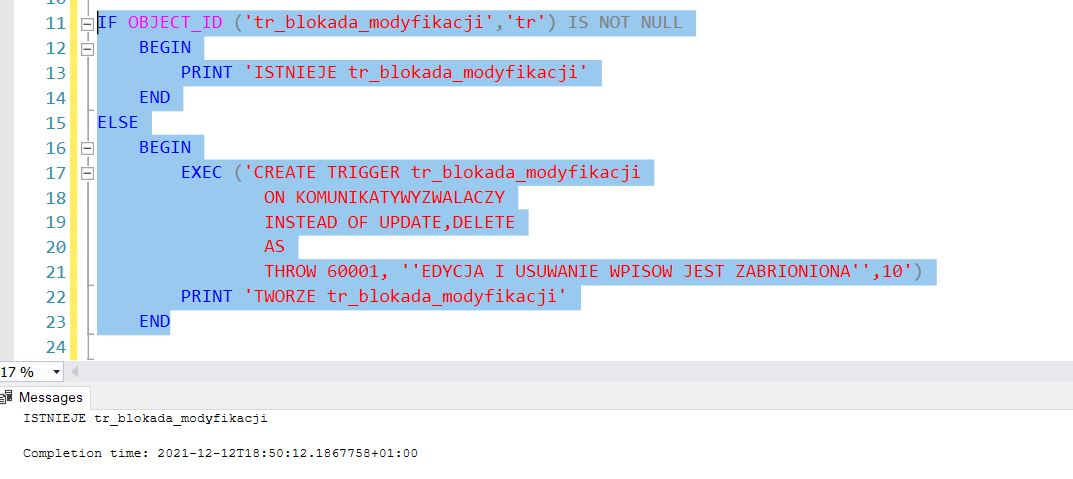 11 IF OBJECT_ID ('tr_blokada_modyfikacji','tr') IS NOT NULL
12 BEGIN
13 PRINT 'ISTNIEJE tr_blokada_modyfikacji'
14 END
15 ELSE
16 BEGIN
17 EXEC ('CREATE TRIGGER tr_blokada_modyfikacji
18 ON KOMUNIKATYWYZWALACZY
19 INSTEAD OF UPDATE,DELETE
20 AS
21 THROW 60001, ''EDYCJA I USUWANIE WPISOW JEST ZABRIONIONA'',10')
22 PRINT 'TWORZE tr_blokada_modyfikacji'
23 END
24
17 %
Messages
ISTNIEJE tr_blokada_modyfikacji
Completion time: 2021-12-12T18:50:12.1867758+01:00